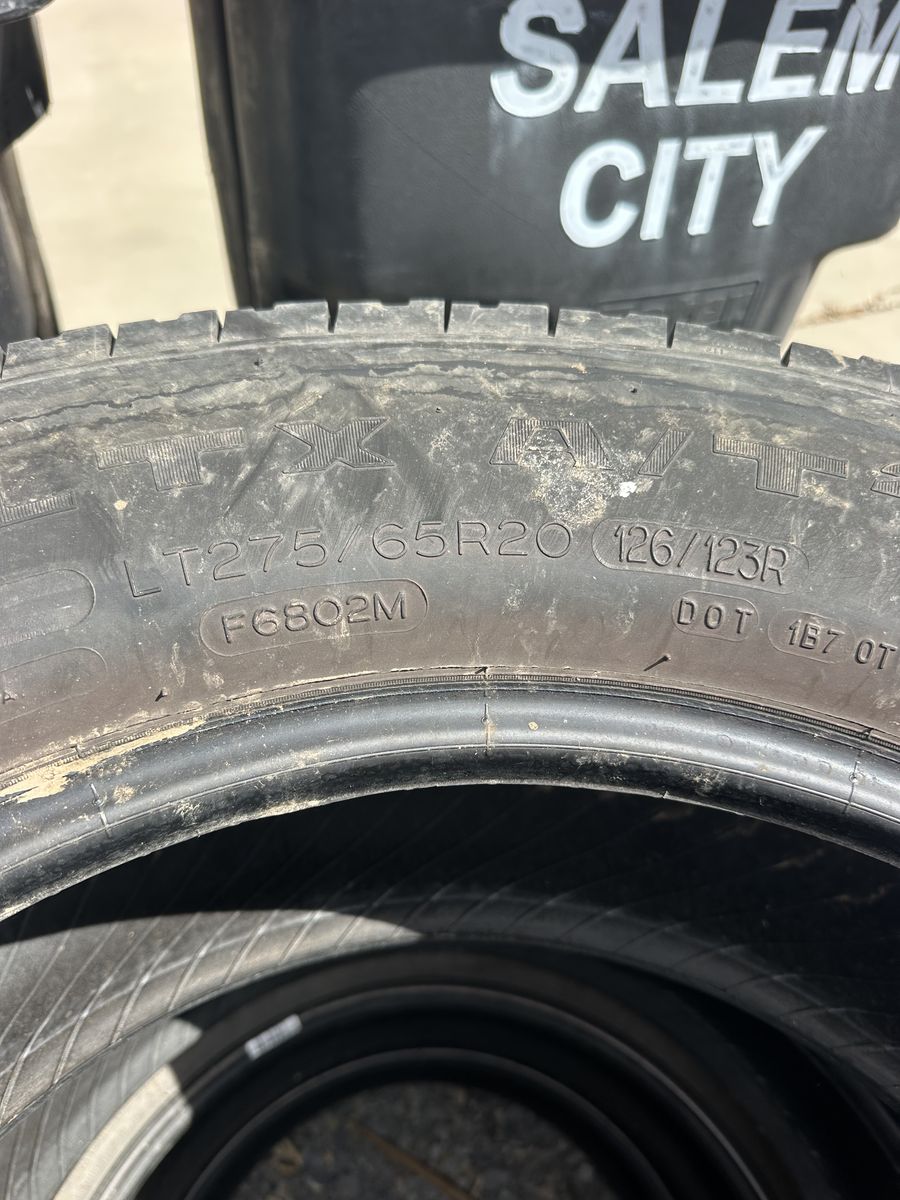 SALEM
CITY
LTX A/T
LT275/65R20 126/123R
F6802M DOT 1B7 0T
A